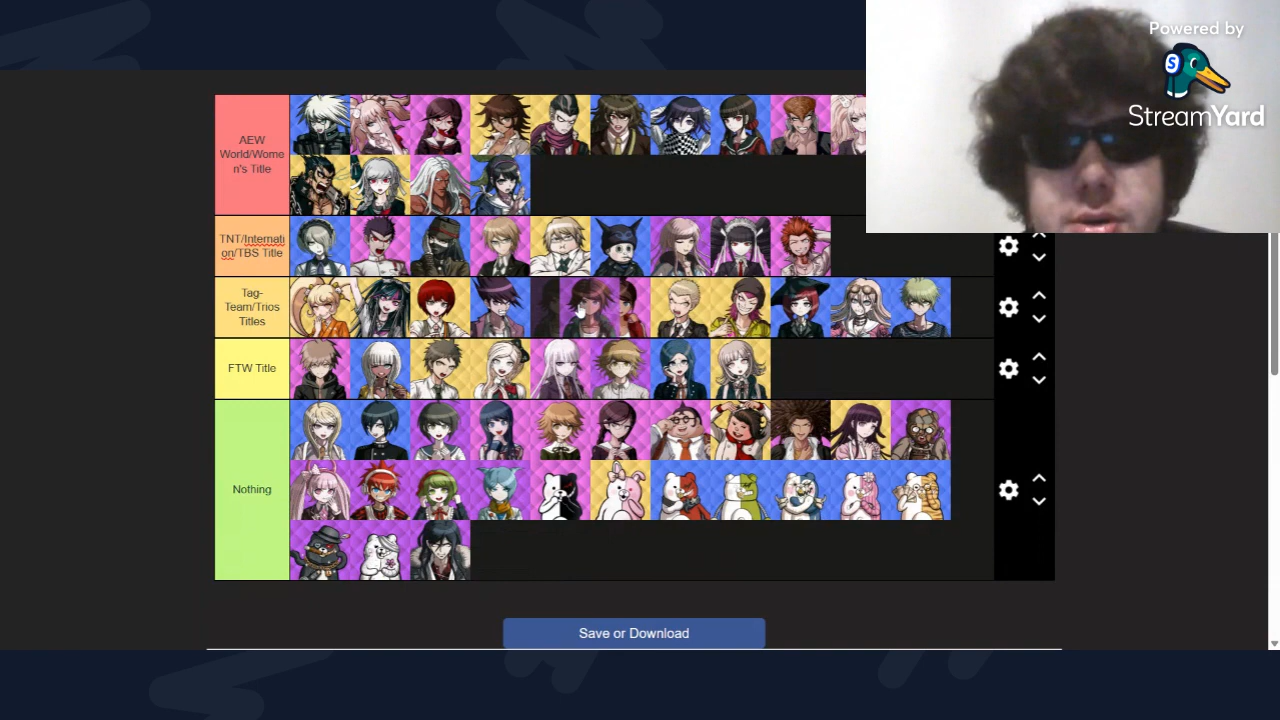 Powered by
StreamYard
S
AEW
World/Wome
n's Title
TNT/Internati
on/TBS Title
Tag-
Team/Trios
Titles
FTW Title
Nothing
Save or Download